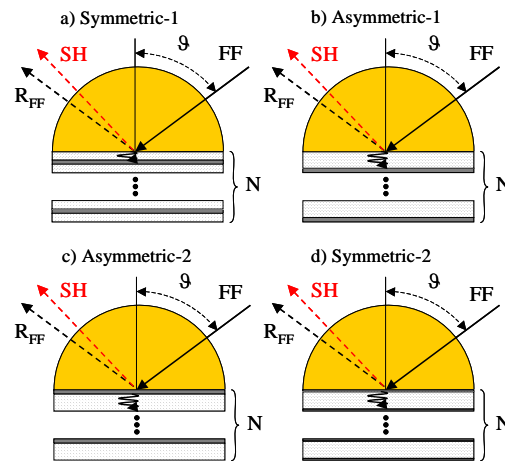 a) Symmetric-1
SH
ϑ
FF
R_FF
N
b) Asymmetric-1
SH
ϑ
FF
R_FF
N
c) Asymmetric-2
SH
ϑ
FF
R_FF
N
d) Symmetric-2
SH
ϑ
FF
R_FF
N